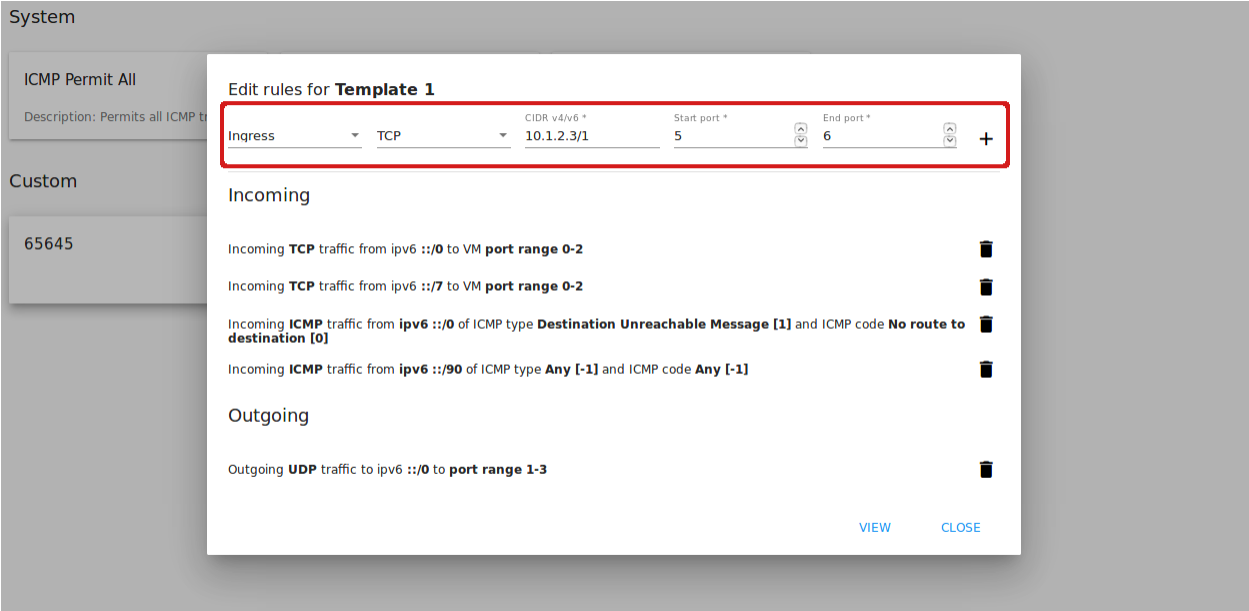 System
ICMP Permit All
Description: Permits all ICMP tr
Custom
65645
Edit rules for Template 1
Ingress TCP CIDR v4/v6 * 10.1.2.3/1 Start port * 5 End port * 6 +
Incoming
Incoming TCP traffic from ipv6 ::/0 to VM port range 0-2
Incoming TCP traffic from ipv6 ::/7 to VM port range 0-2
Incoming ICMP traffic from ipv6 ::/0 of ICMP type Destination Unreachable Message [1] and ICMP code No route to
destination [0]
Incoming ICMP traffic from ipv6 ::/90 of ICMP type Any [-1] and ICMP code Any [-1]
Outgoing
Outgoing UDP traffic to ipv6 ::/0 to port range 1-3
VIEW CLOSE